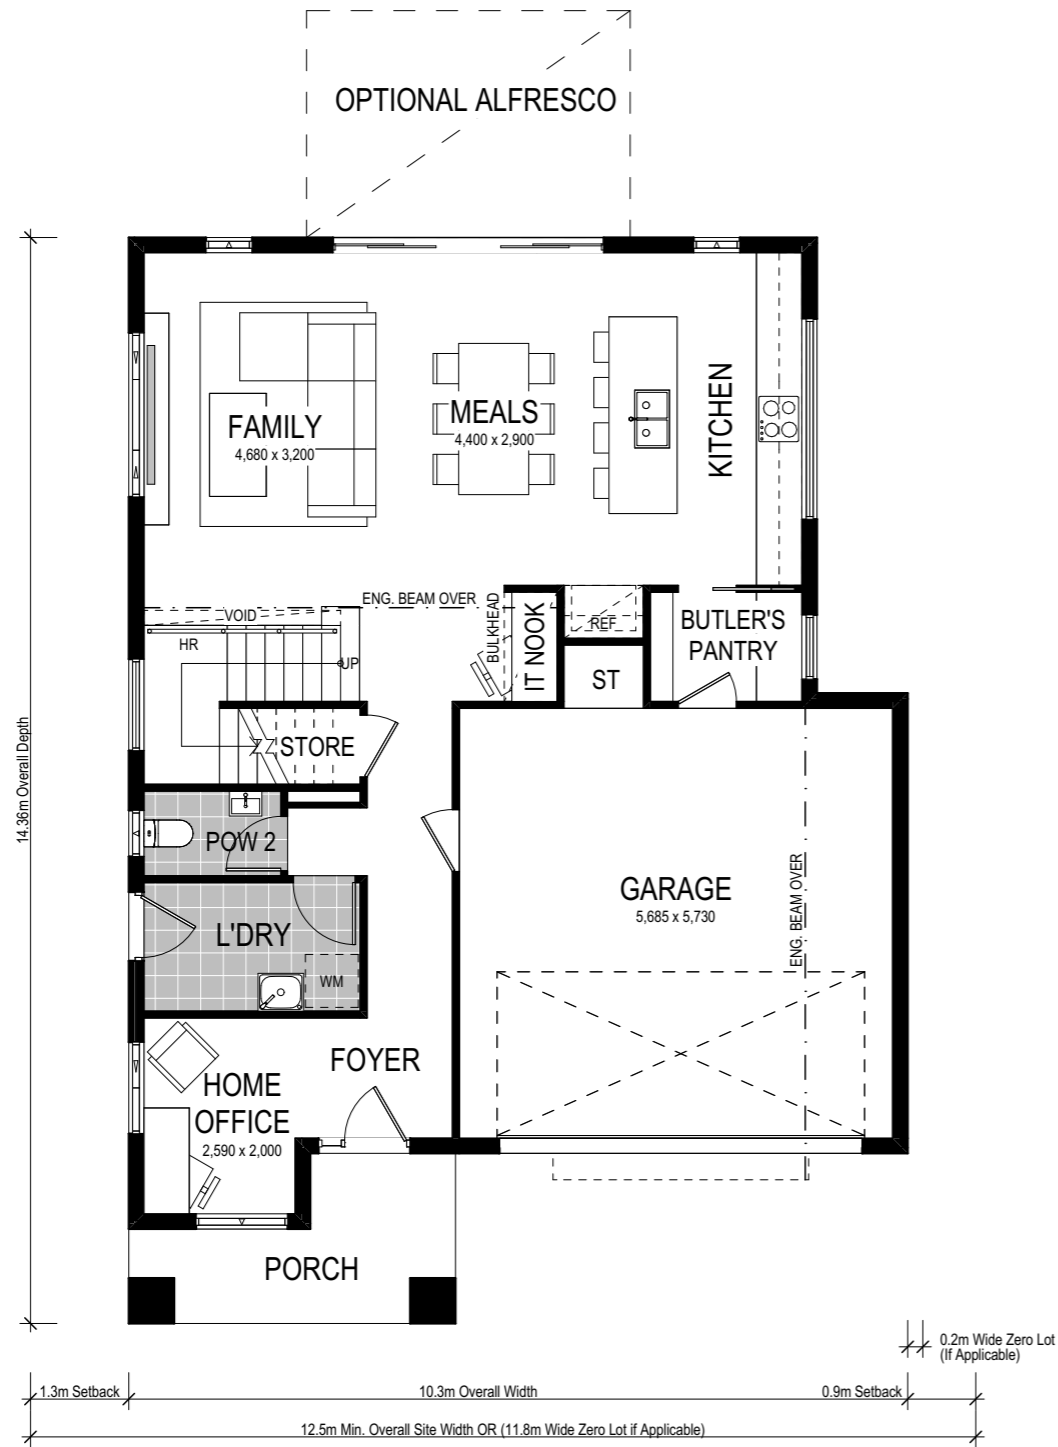 OPTIONAL ALFRESCO
FAMILY
4,680 x 3,200
MEALS
4,400 x 2,900
KITCHEN
ENG. BEAM OVER
VOID
HR
UP
BULKHEAD
IT NOOK
REF
ST
BUTLER'S
PANTRY
STORE
14.36m Overall Depth
POW 2
L'DRY
WM
GARAGE
5,685 x 5,730
ENG. BEAM OVER
FOYER
HOME
OFFICE
2,590 x 2,000
PORCH
0.2m Wide Zero Lot
(If Applicable)
1.3m Setback
10.3m Overall Width
0.9m Setback
12.5m Min. Overall Site Width OR (11.8m Wide Zero Lot if Applicable)